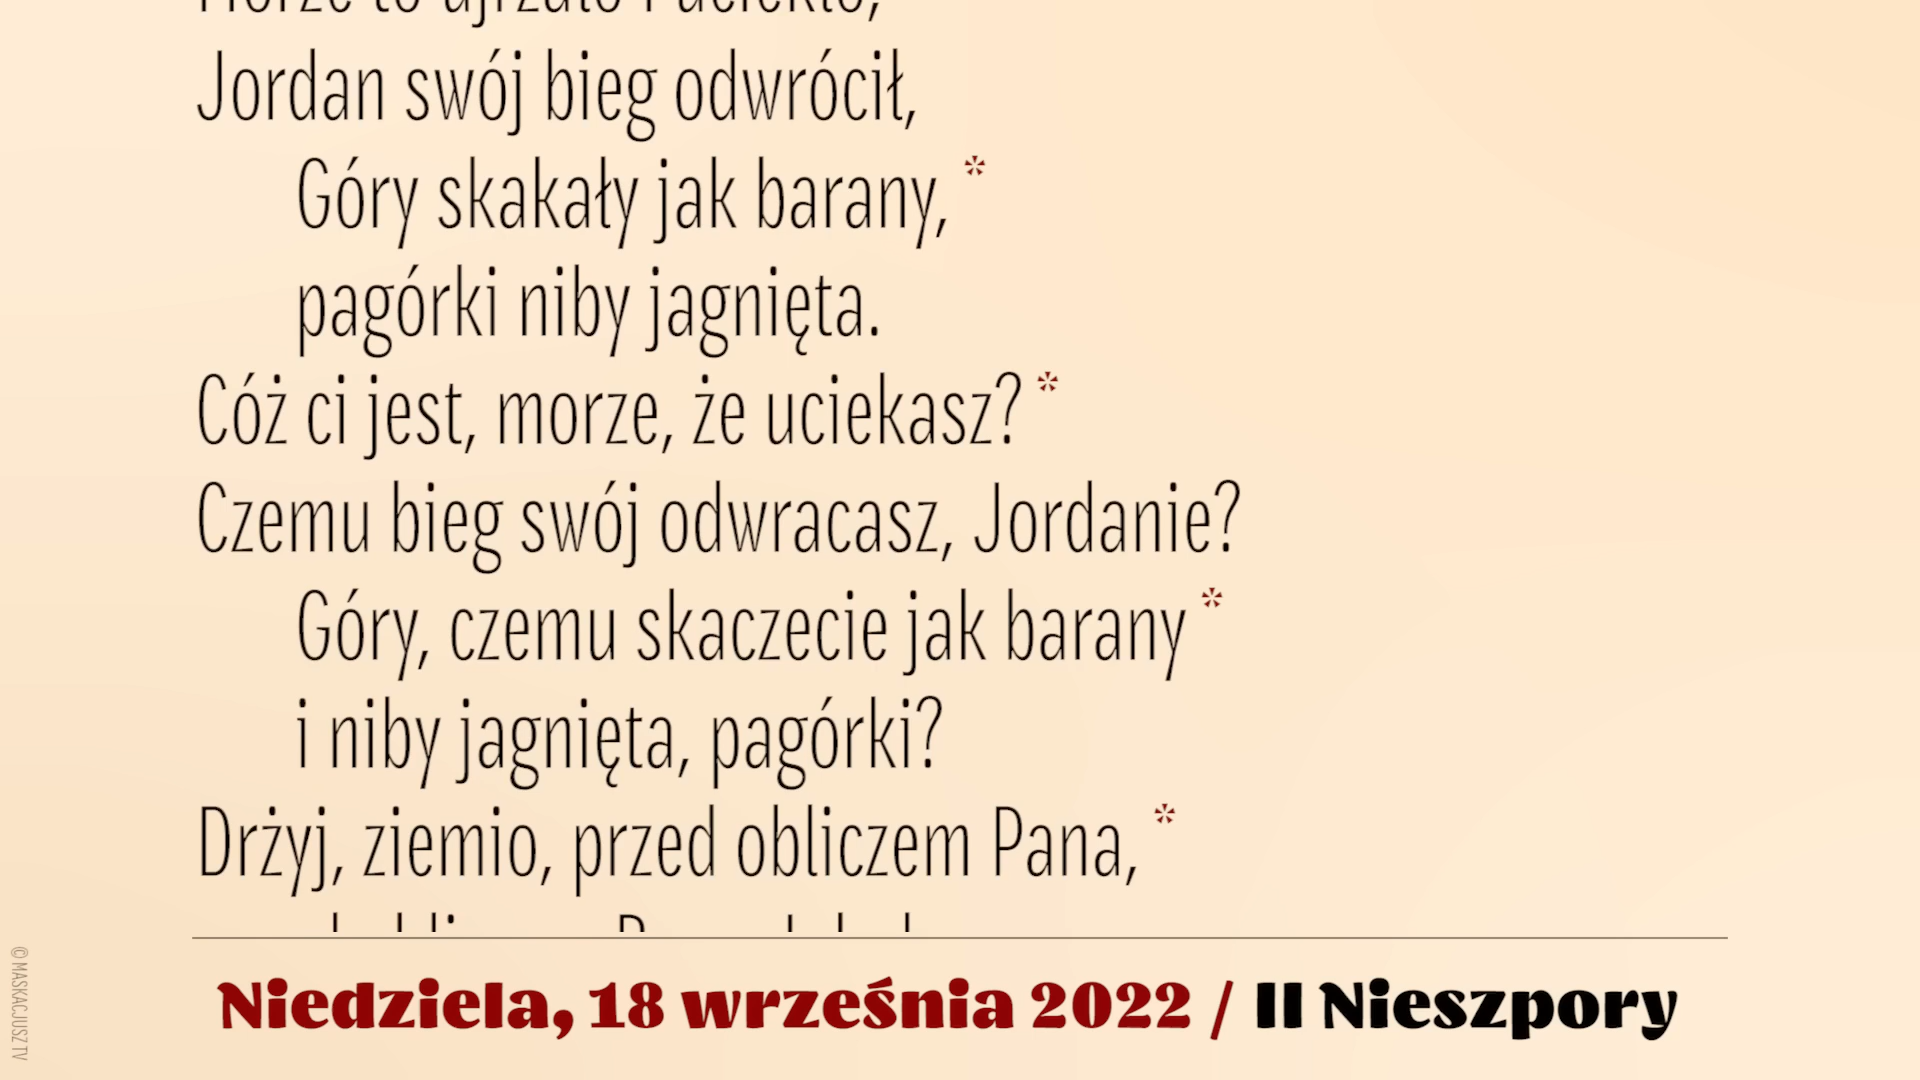 Jordan swój bieg odwrócił,
Góry skakały jak barany, *
pagórki niby jagnięta.
Cóż ci jest, morze, że uciekasz? *
Czemu bieg swój odwracasz, Jordanie?
Góry, czemu skaczecie jak barany *
i niby jagnięta, pagórki?
Drżyj, ziemio, przed obliczem Pana, *
Niedziela, 18 września 2022 / II Nieszpory
© MASKACJUSZ TV